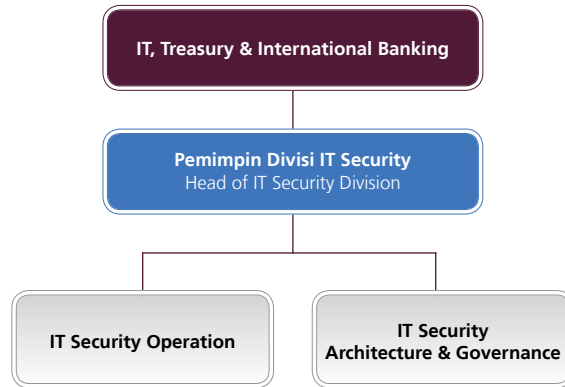 IT, Treasury & International Banking
Pemimpin Divisi IT Security
Head of IT Security Division
IT Security Operation
IT Security
Architecture & Governance